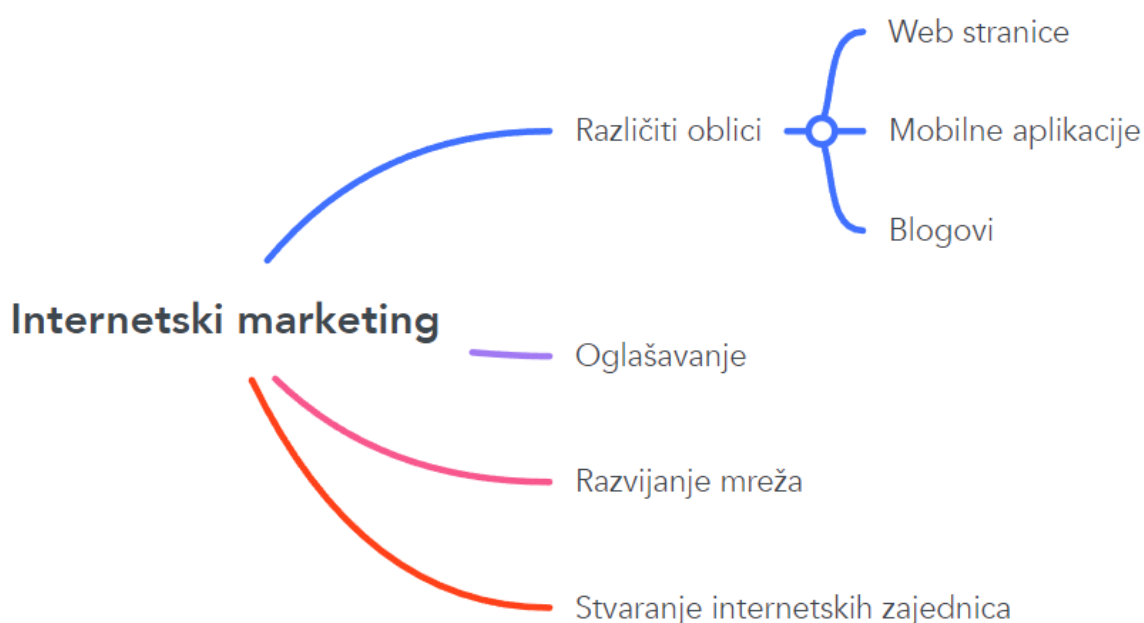 Web stranice
Različiti oblici
Mobilne aplikacije
Blogovi
Internetski marketing
Oglašavanje
Razvijanje mreža
Stvaranje internetskih zajednica